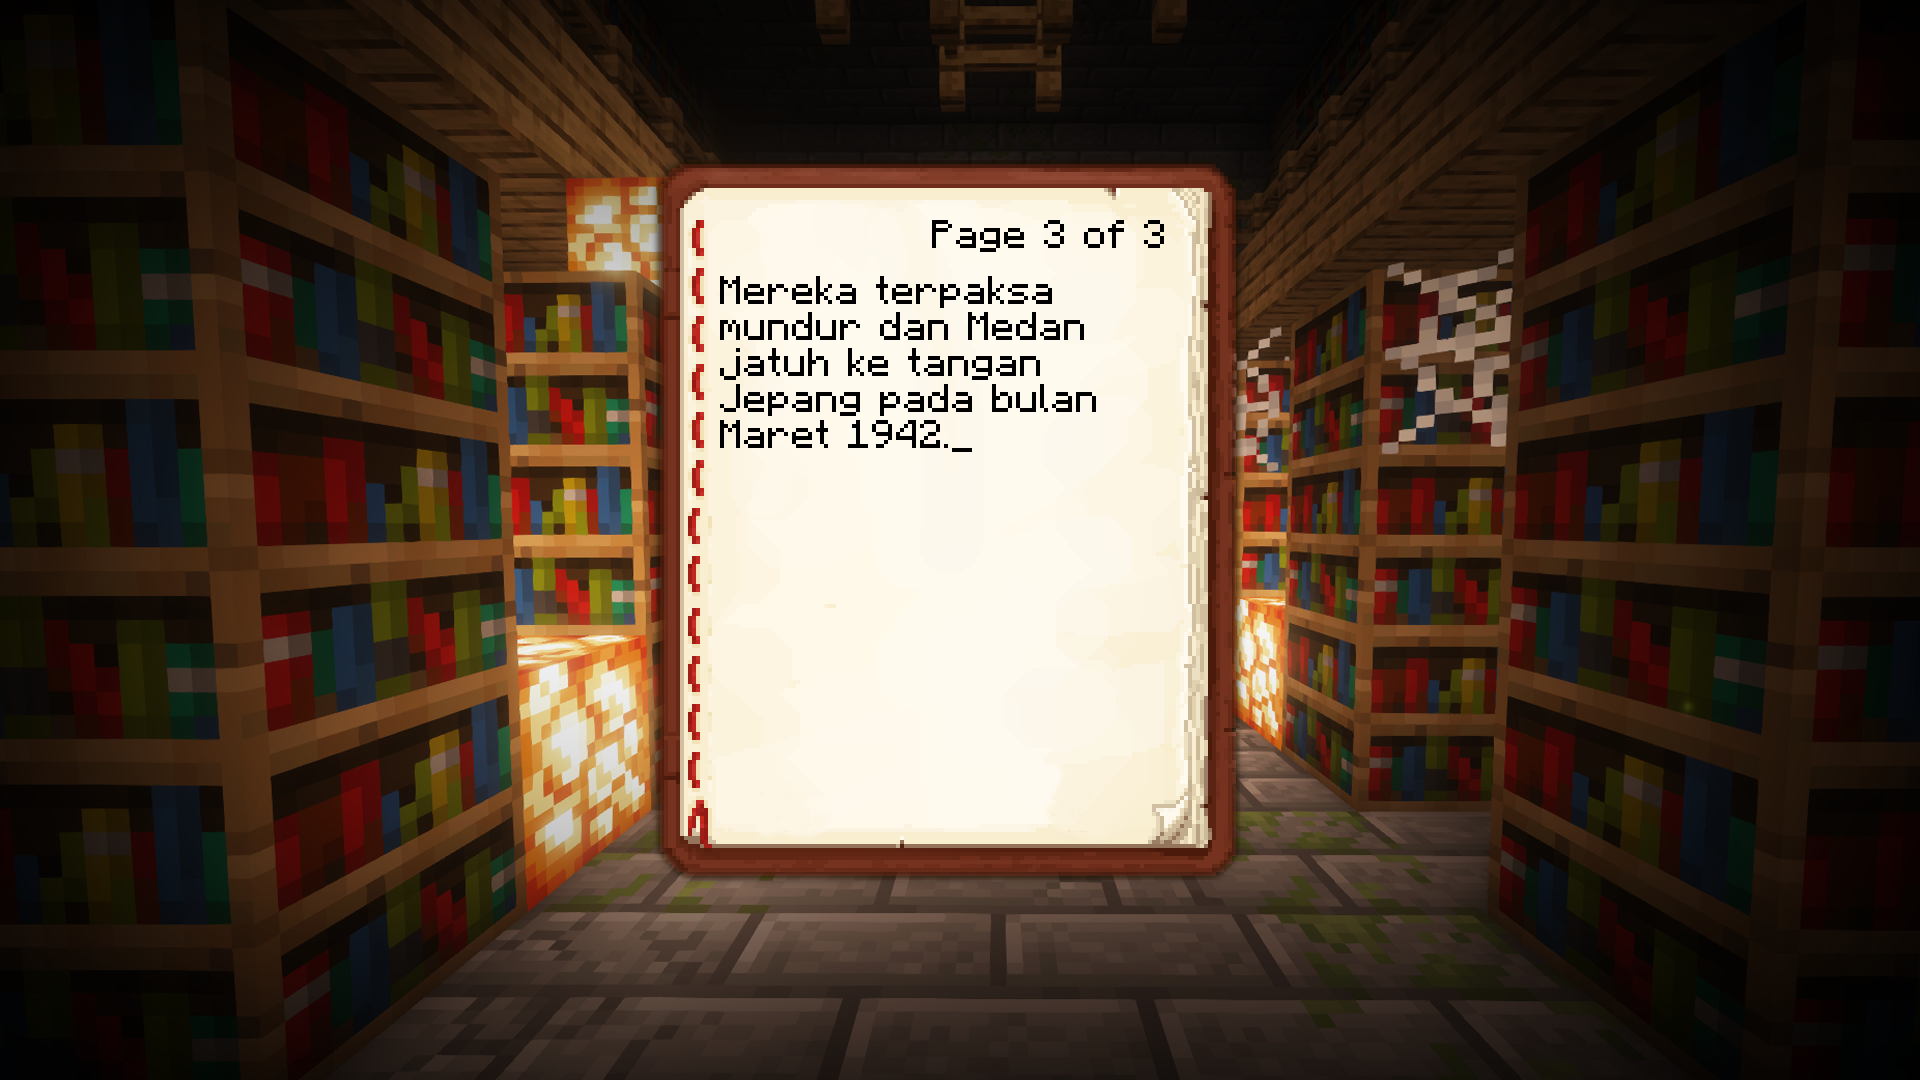 Page 3 of 3
Mereka terpaksa
mundur dan Medan
jatuh ke tangan
Jepang pada bulan
Maret 1942._